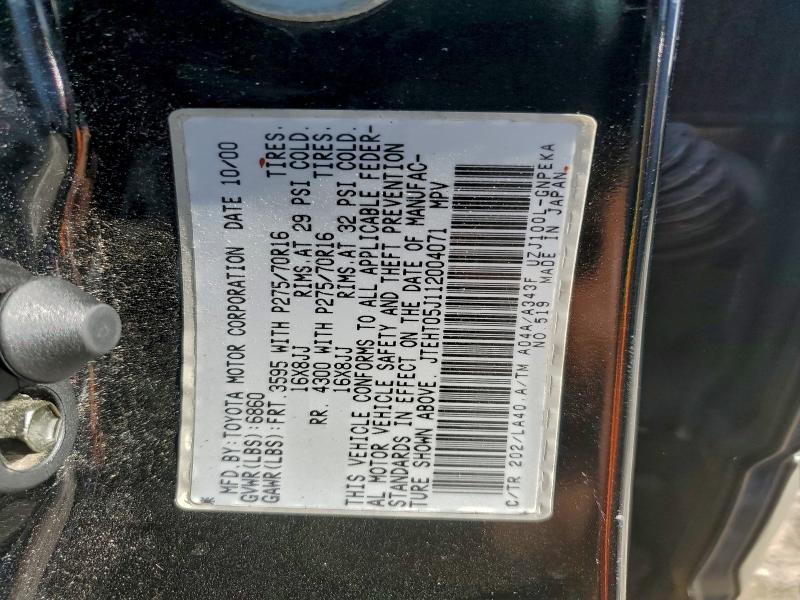 MFD.BY:TOYOTA MOTOR CORPORATION DATE 10/00
GVWR(LBS):6860
GAWR(LBS):FRT.3595 WITH P275/70R16 TIRES.
16X8JJ RIMS.AT 29 PSI COLD.
RR. 4300 WITH P275/70R16 TIRES.
16X8JJ RIMS.AT 32 PSI COLD.
THIS VEHICLE CONFORMS TO ALL APPLICABLE FEDER-
AL MOTOR VEHICLE SAFETY AND THEFT PREVENTION
STANDARDS IN EFFECT ON THE DATE OF MANUFAC-
TURE SHOWN ABOVE. JTEHT05J112004071 MPV
C/TR 202/LA40 A/TM A04A/A343F UZJ100L-GNPEKA
NO.519 MADE IN JAPAN.